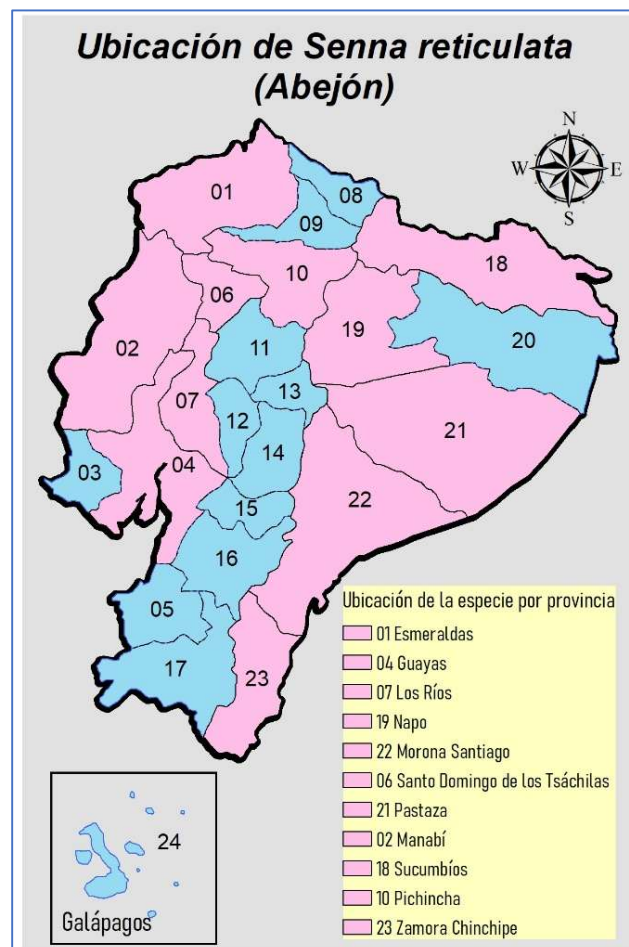 Ubicación de Senna reticulata
(Abejón)
N
W
E
S
01
08
09
10
18
06
19
20
02
11
13
07
12
21
03
04
14
22
15
16
05
17
23
24
Galápagos
Ubicación de la especie por provincia
01 Esmeraldas
04 Guayas
07 Los Ríos
19 Napo
22 Morona Santiago
06 Santo Domingo de los Tsáchilas
21 Pastaza
02 Manabí
18 Sucumbíos
10 Pichincha
23 Zamora Chinchipe